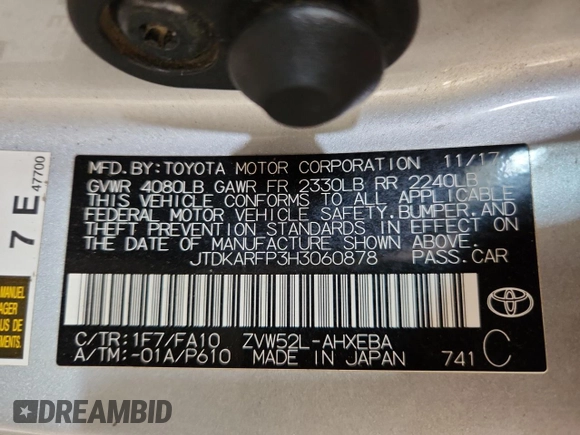 MFD.BY:TOYOTA MOTOR CORPORATION 11/17
GVWR 4080LB GAWR FR 2330LB RR 2240LB
THIS VEHICLE CONFORMS TO ALL APPLICABLE
FEDERAL MOTOR VEHICLE SAFETY, BUMPER, AND
THEFT PREVENTION STANDARDS IN EFFECT ON
THE DATE OF MANUFACTURE SHOWN ABOVE.
JTDKARFP3H3060878 PASS.CAR
C/TR:1F7/FA10 ZVW52L-AHXEBA
A/TM:-01A/P610 MADE IN JAPAN 741 C
TOYOTA
7 E
47700
MANUEL
DREAMBID